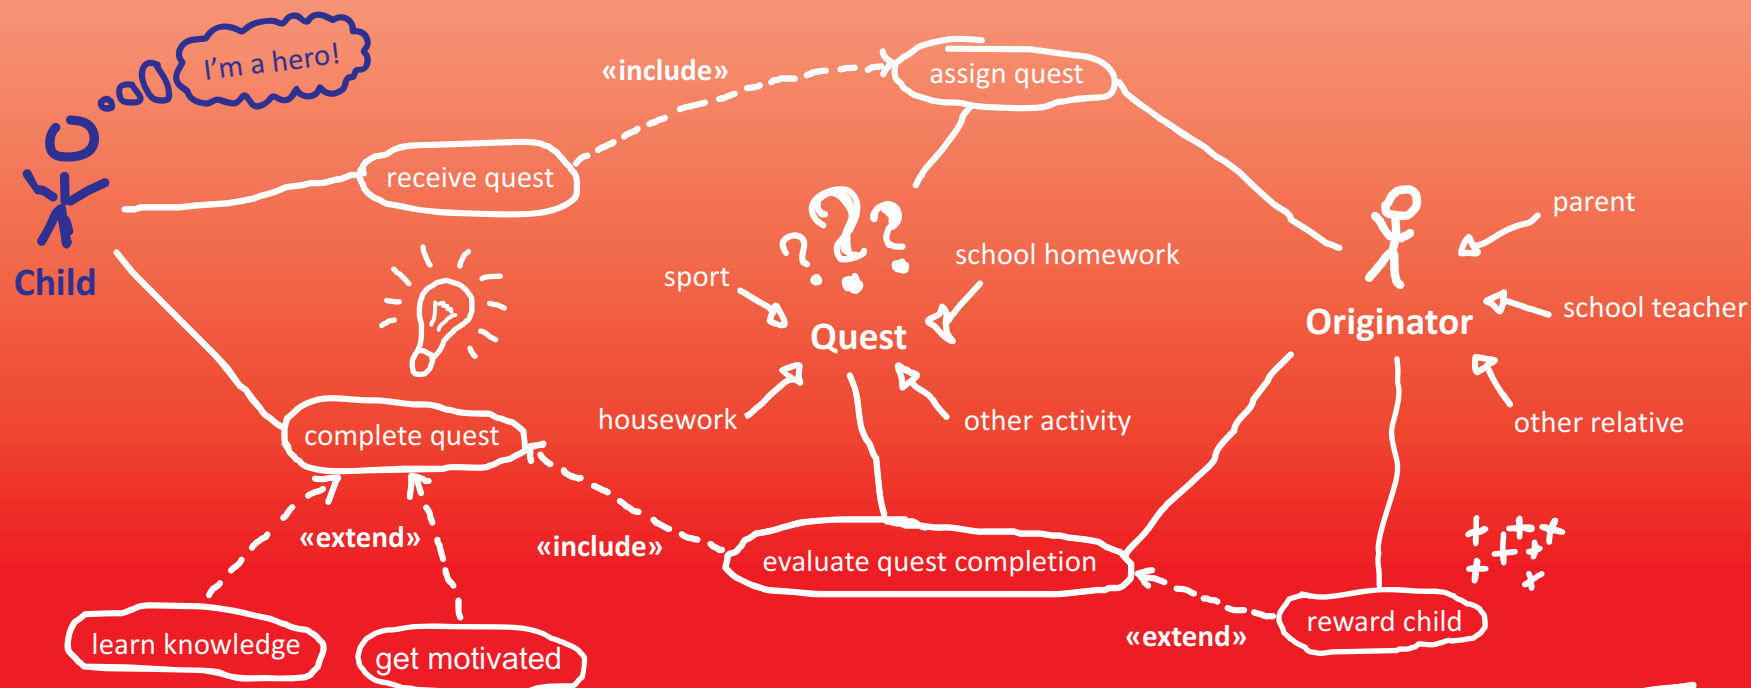 I'm a hero!
«include»
assign quest
receive quest
parent
Child
sport
school homework
school teacher
Originator
Quest
housework
other activity
other relative
complete quest
«extend»
«include»
evaluate quest completion
reward child
«extend»
learn knowledge
get motivated